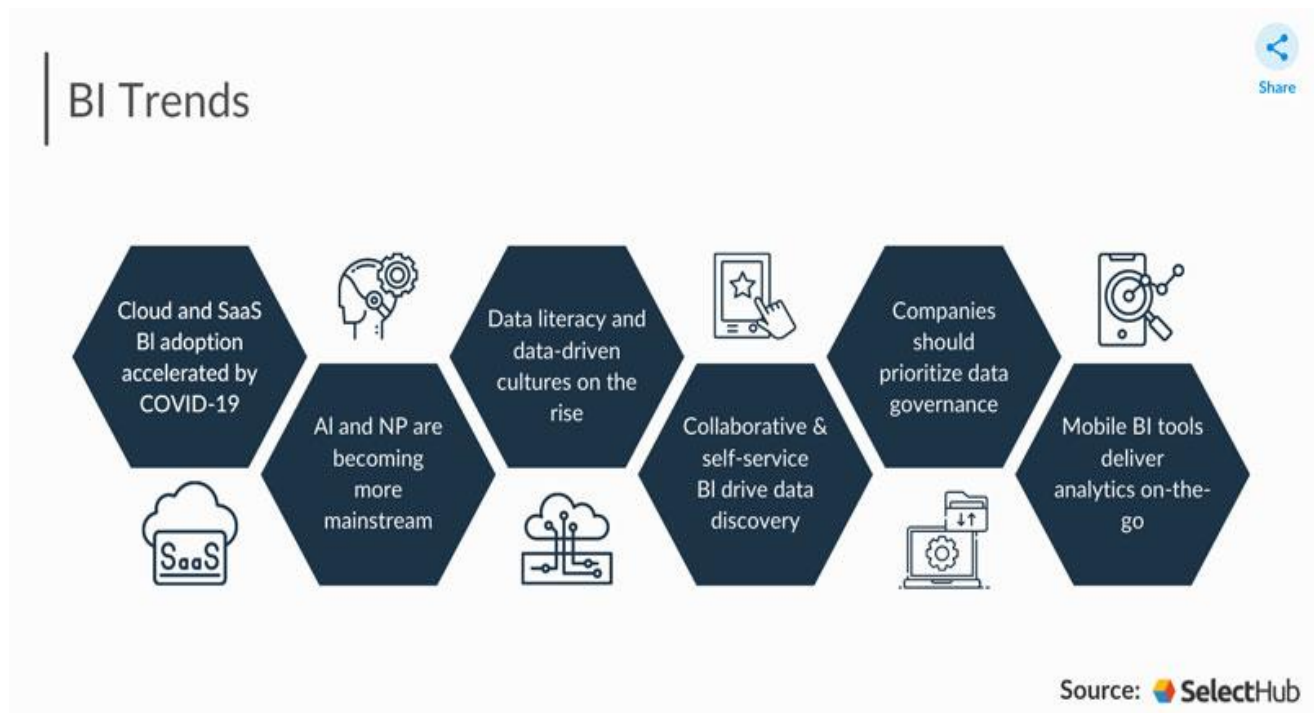 BI Trends
Share
Cloud and SaaS
BI adoption
accelerated by
COVID-19
AI and NP are
becoming
more
mainstream
Data literacy and
data-driven
cultures on the
rise
Collaborative &
self-service
BI drive data
discovery
Companies
should
prioritize data
governance
Mobile BI tools
deliver
analytics on-the-
go
SaaS
Source: SelectHub